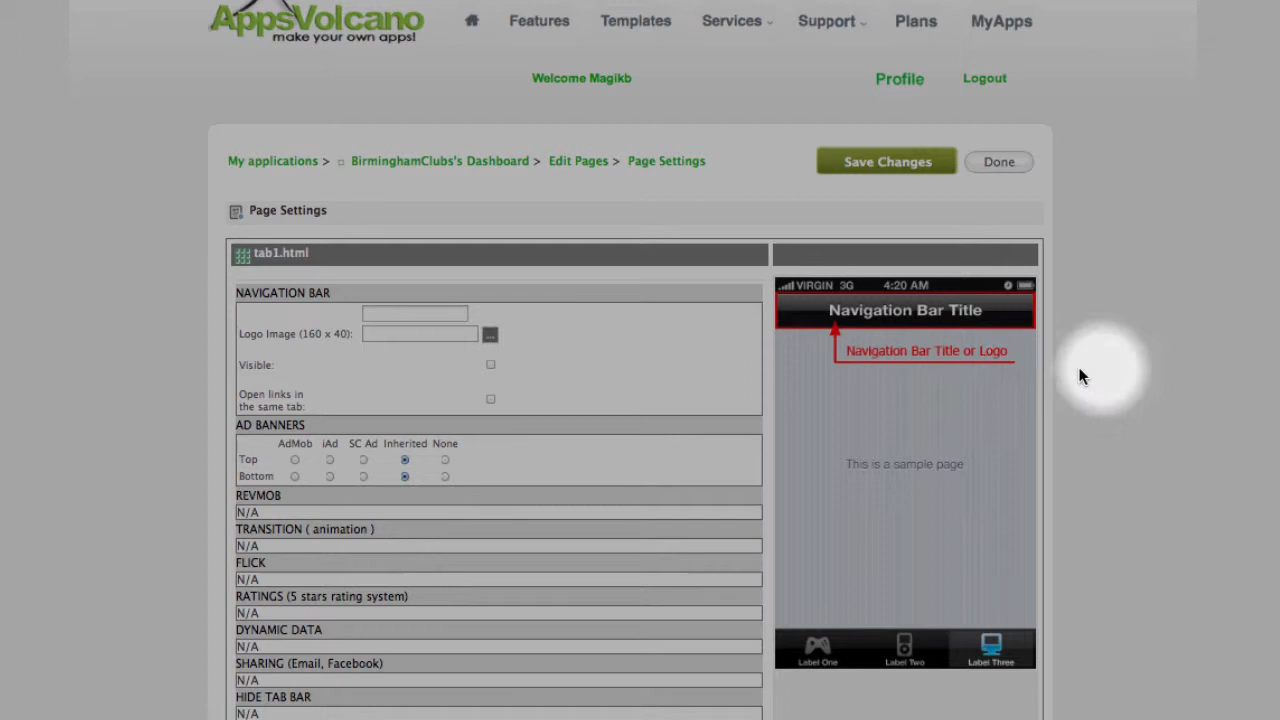 AppsVolcano
make your own apps!
Features
Templates
Services
Support
Plans
MyApps
Welcome Magikb
Profile
Logout
My applications > BirminghamClubs's Dashboard > Edit Pages > Page Settings
Save Changes
Done
Page Settings
tab1.html
NAVIGATION BAR
Logo Image (160 x 40):
...
Visible:
Open links in
the same tab:
AD BANNERS
AdMob iAd SC Ad Inherited None
Top
Bottom
REVMOB
N/A
TRANSITION ( animation )
N/A
FLICK
N/A
RATINGS (5 stars rating system)
N/A
DYNAMIC DATA
N/A
SHARING (Email, Facebook)
N/A
HIDE TAB BAR
N/A
VIRGIN 3G 4:20 AM
Navigation Bar Title
Navigation Bar Title or Logo
This is a sample page
Label One
Label Two
Label Three